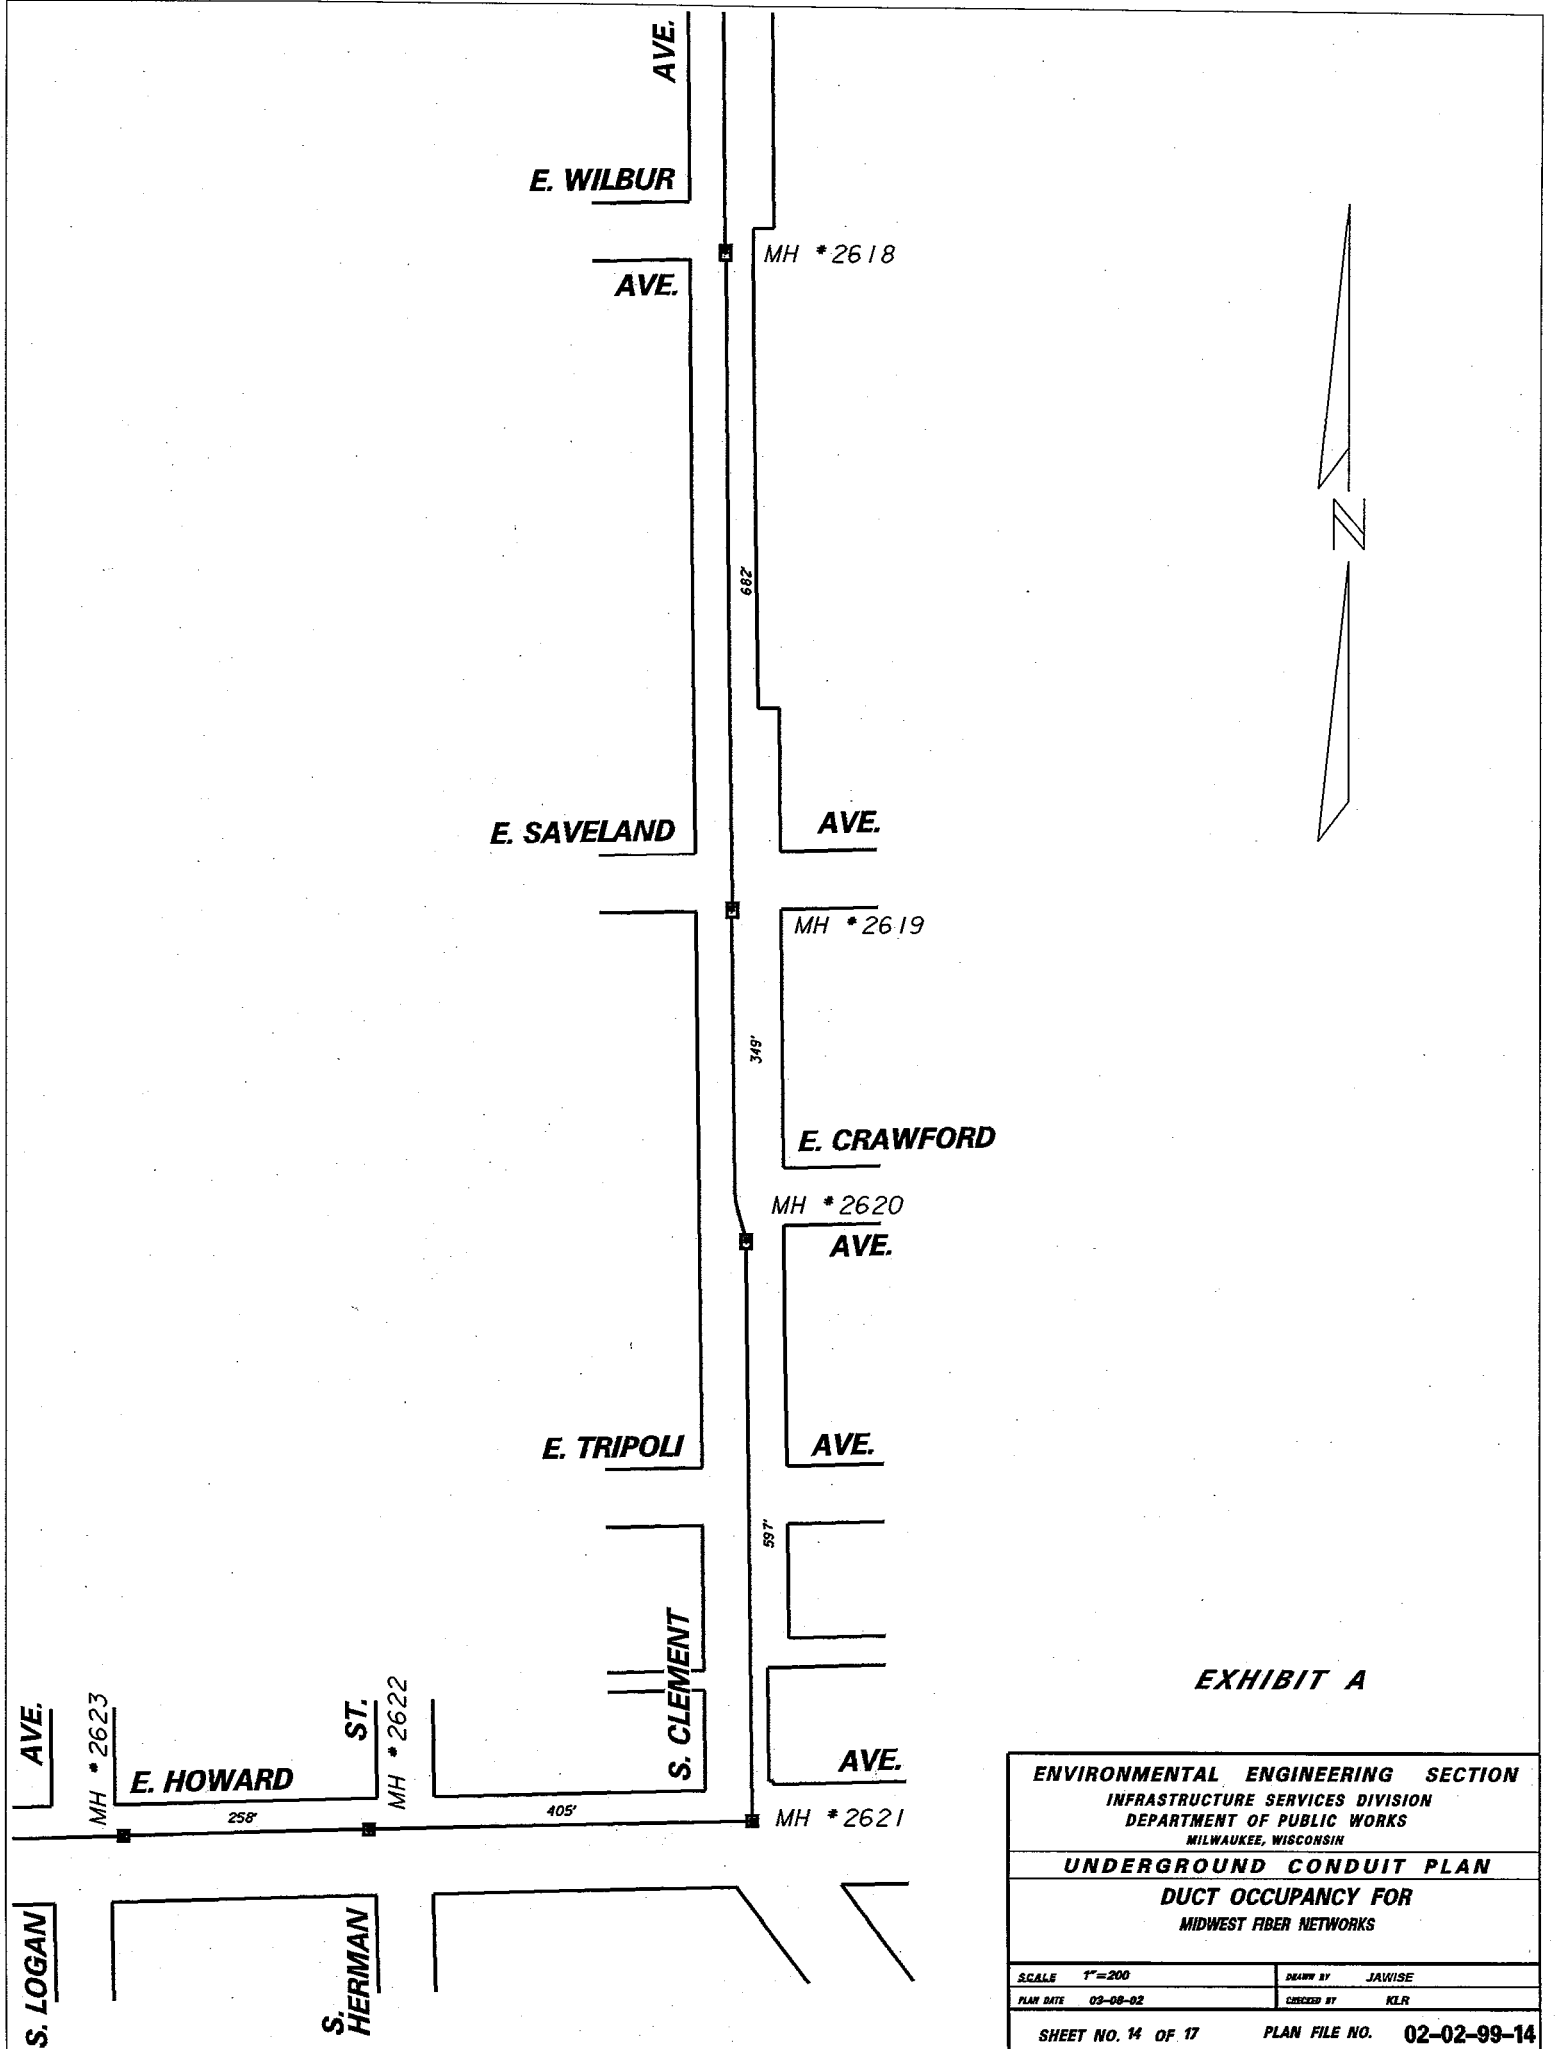 AVE.
E. WILBUR
MH #2618
AVE.
682'
E. SAVELAND
AVE.
MH #2619
349'
E. CRAWFORD
MH #2620
AVE.
E. TRIPOLI
AVE.
597'
S. CLEMENT
AVE.
MH #2623
ST.
MH #2622
E. HOWARD
AVE.
258'
405'
MH #2621
S. LOGAN
S.
HERMAN
N
EXHIBIT A
ENVIRONMENTAL ENGINEERING SECTION
INFRASTRUCTURE SERVICES DIVISION
DEPARTMENT OF PUBLIC WORKS
MILWAUKEE, WISCONSIN
UNDERGROUND CONDUIT PLAN
DUCT OCCUPANCY FOR
MIDWEST FIBER NETWORKS
SCALE 1"=200 DRAWN BY JAWISE
PLAN DATE 03-08-02 CHECKED BY KLR
SHEET NO. 14 OF 17 PLAN FILE NO. 02-02-99-14